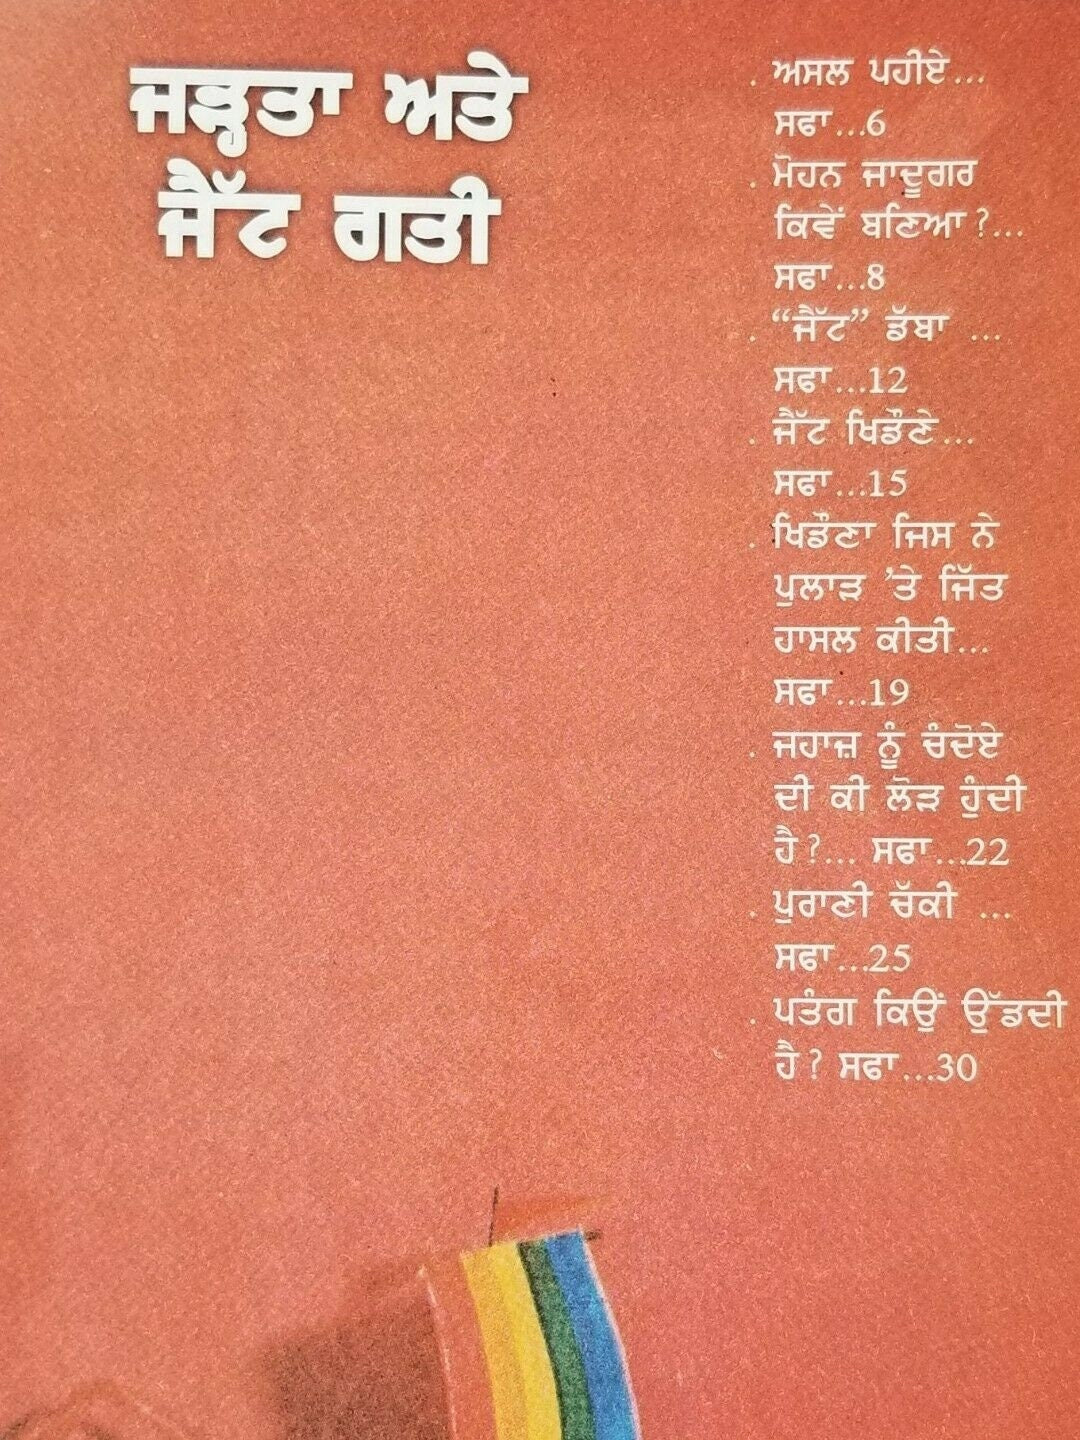 ਜੜ੍ਹਤਾ ਅਤੇ
ਜੈੱਟ ਗਤੀ
. ਅਸਲ ਪਹੀਏ...
ਸਫਾ...6
. ਮੋਹਨ ਜਾਦੂਗਰ
ਕਿਵੇਂ ਬਣਿਆ ?...
ਸਫਾ...8
. “ਜੈੱਟ” ਡੱਬਾ ...
ਸਫਾ...12
. ਜੈੱਟ ਖਿਡੌਣੇ...
ਸਫਾ...15
. ਖਿਡੌਣਾ ਜਿਸ ਨੇ
ਪੁਲਾੜ ’ਤੇ ਜਿੱਤ
ਹਾਸਲ ਕੀਤੀ...
ਸਫਾ...19
. ਜਹਾਜ਼ ਨੂੰ ਚੰਦੋਏ
ਦੀ ਕੀ ਲੋੜ ਹੁੰਦੀ
ਹੈ ?... ਸਫਾ...22
. ਪੁਰਾਣੀ ਚੱਕੀ ...
ਸਫਾ...25
. ਪਤੰਗ ਕਿਉਂ ਉੱਡਦੀ
ਹੈ ? ਸਫਾ...30